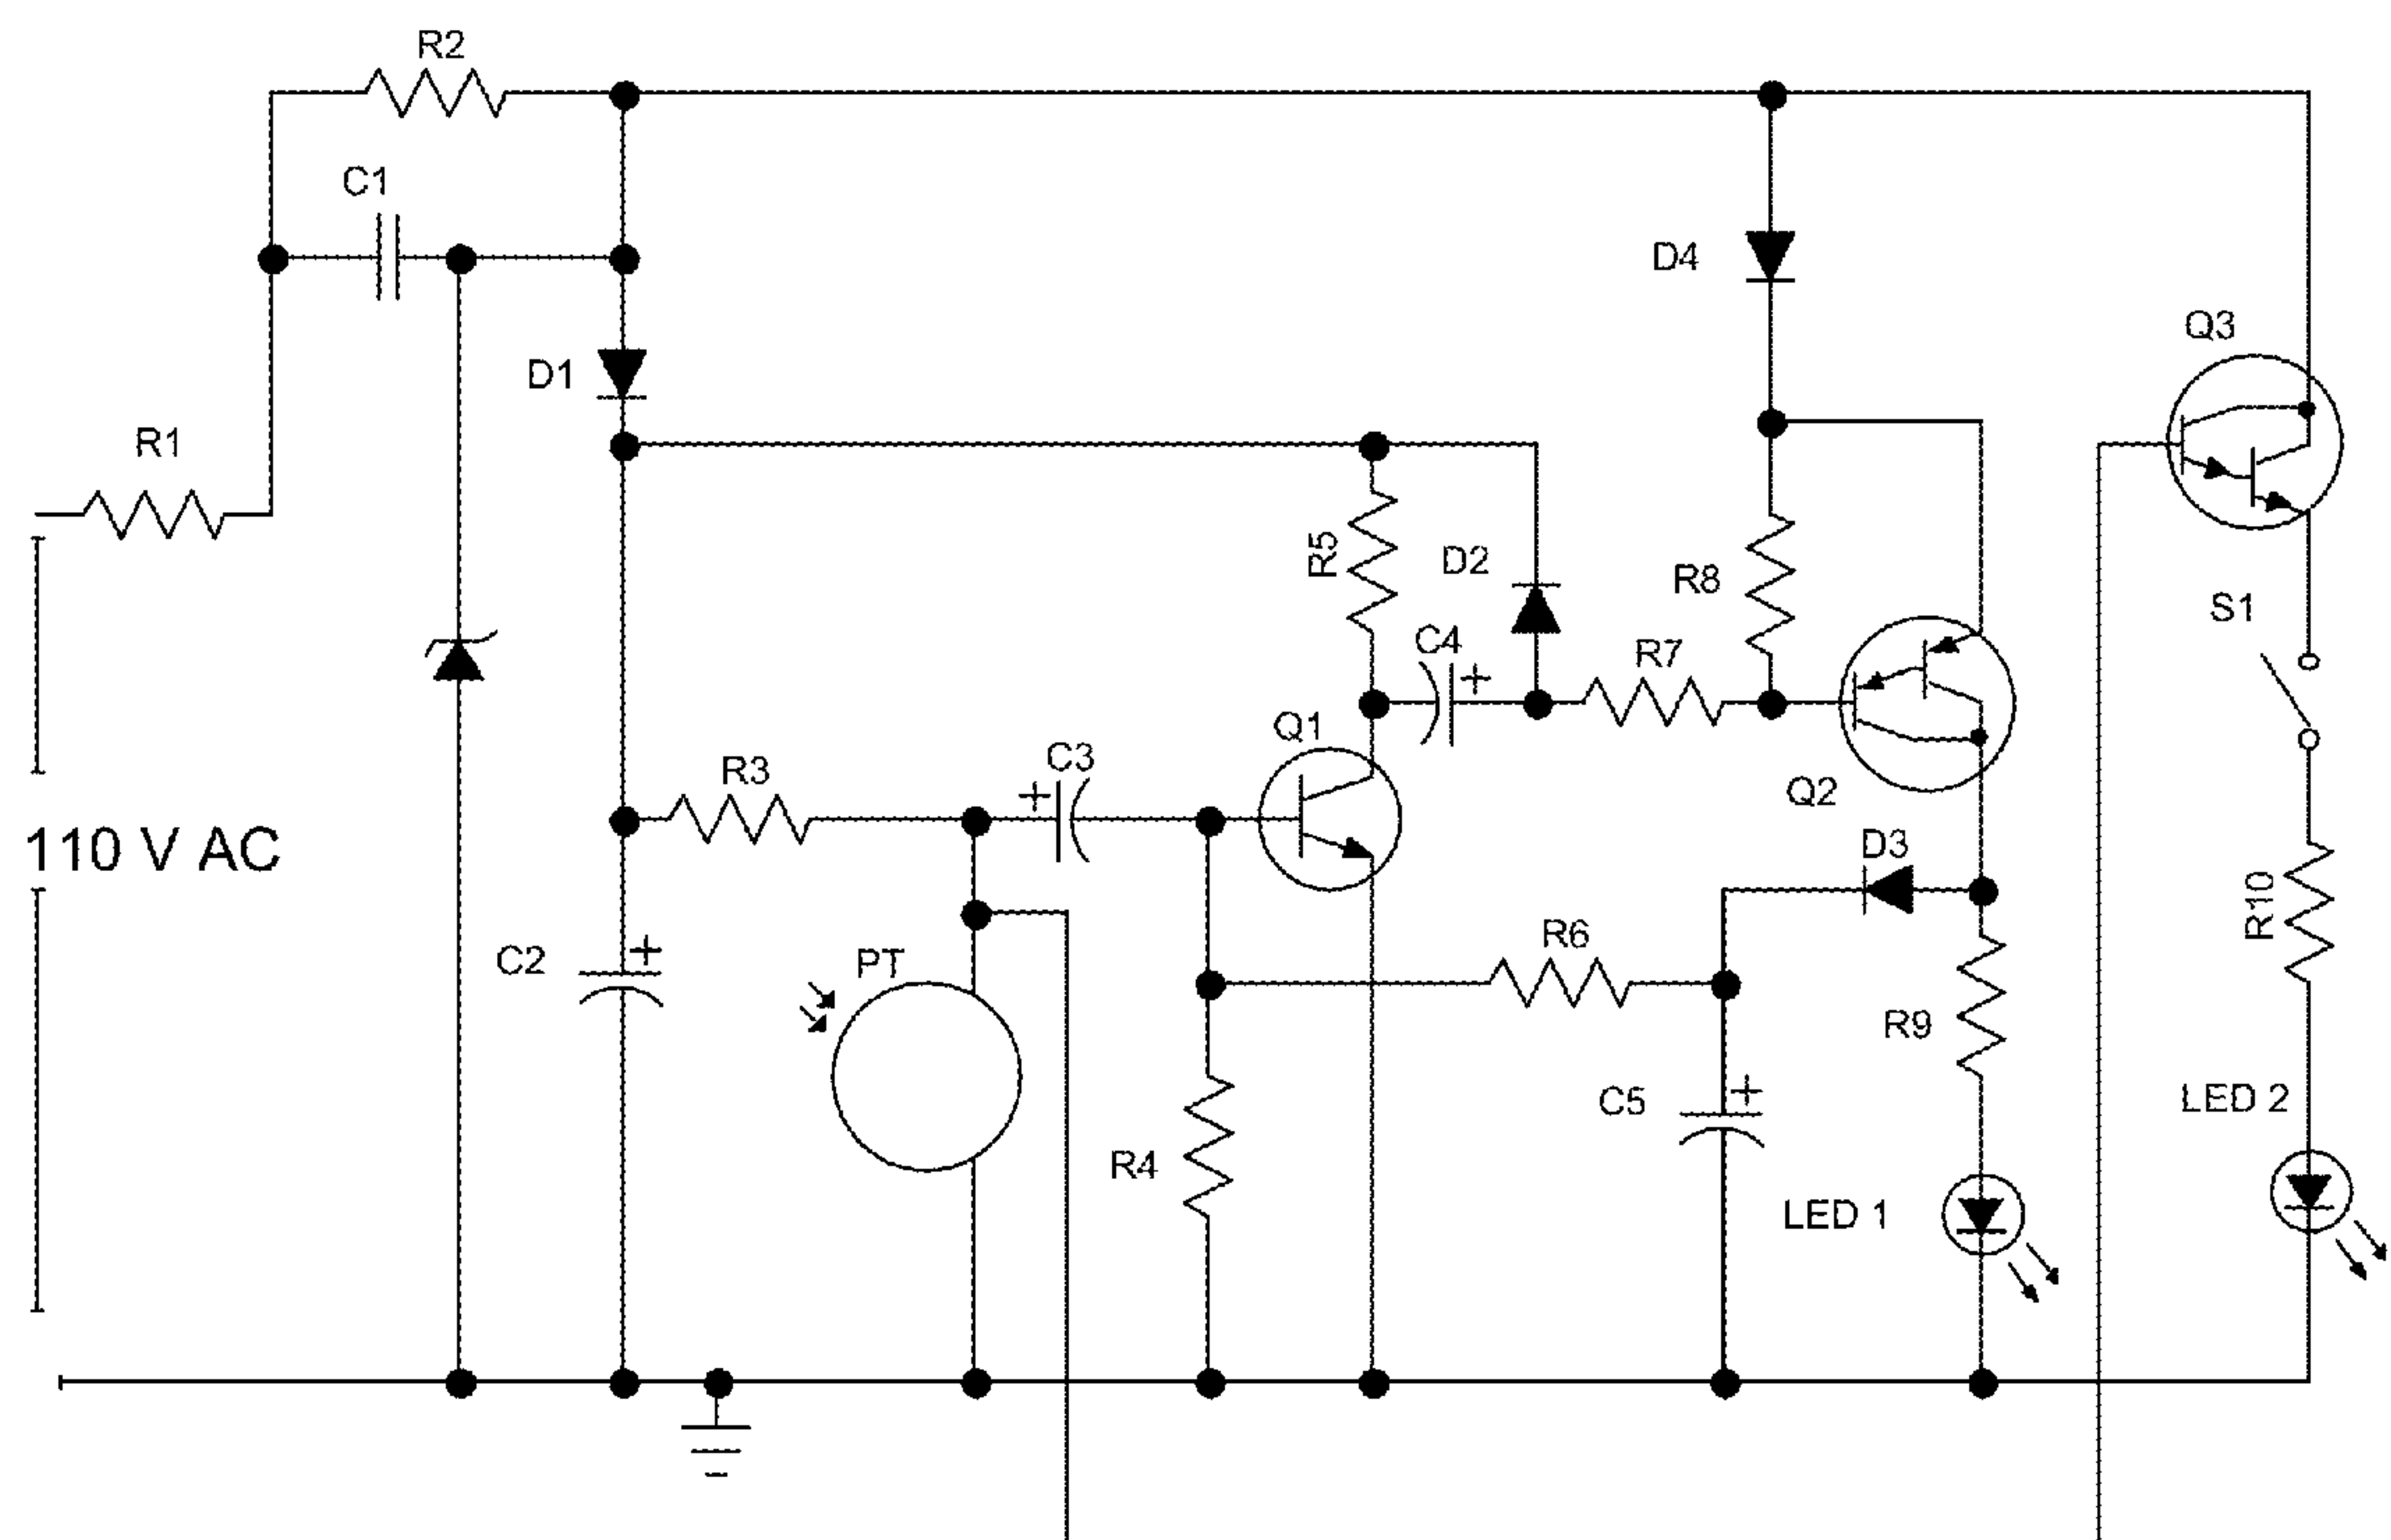 R2
C1
R1
D1
D4
Q3
R5
D2
R8
S1
C4
R7
Q1
C3
R3
Q2
110 V AC
D3
R10
R6
C2
PT
R9
C5
LED 2
R4
LED 1